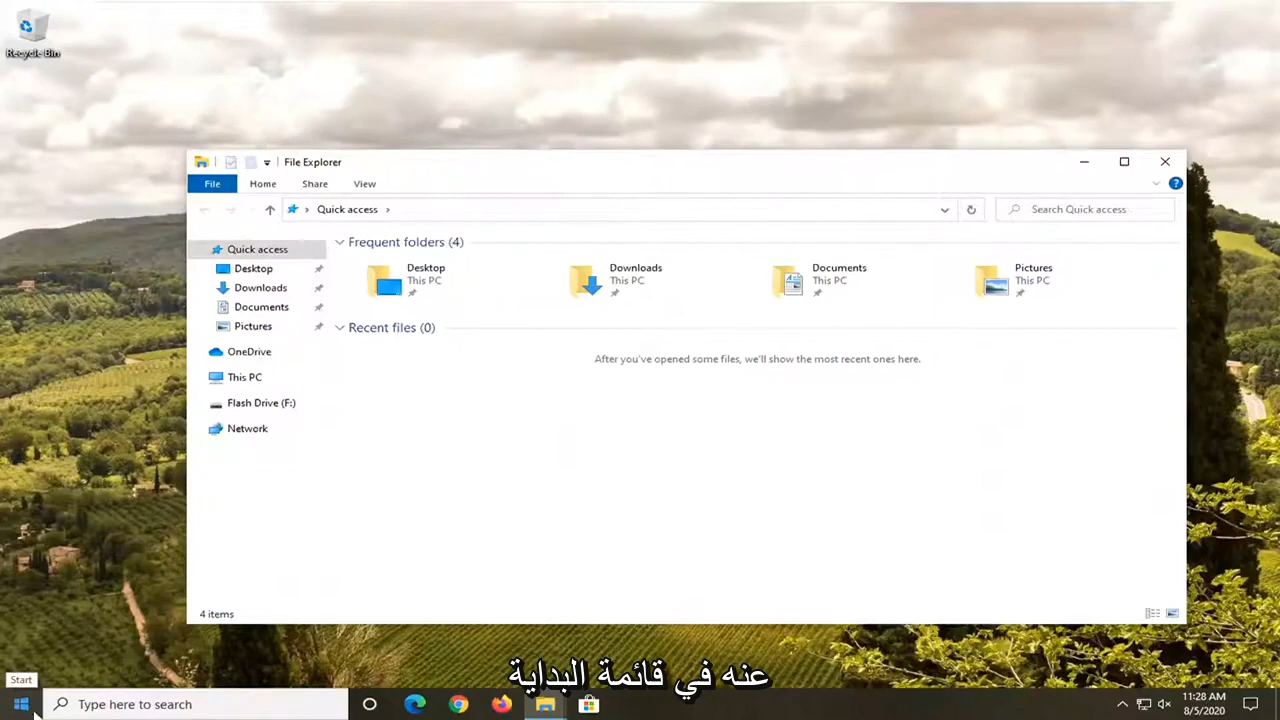 Recycle Bin
File Explorer
File Home Share View
Quick access
Search Quick access
Quick access
Desktop
Downloads
Documents
Pictures
OneDrive
This PC
Flash Drive (F:)
Network
Frequent folders (4)
Desktop
This PC
Downloads
This PC
Documents
This PC
Pictures
This PC
Recent files (0)
After you've opened some files, we'll show the most recent ones here.
4 items
عنه في قائمة البداية
Start
Type here to search
11:28 AM
8/5/2020